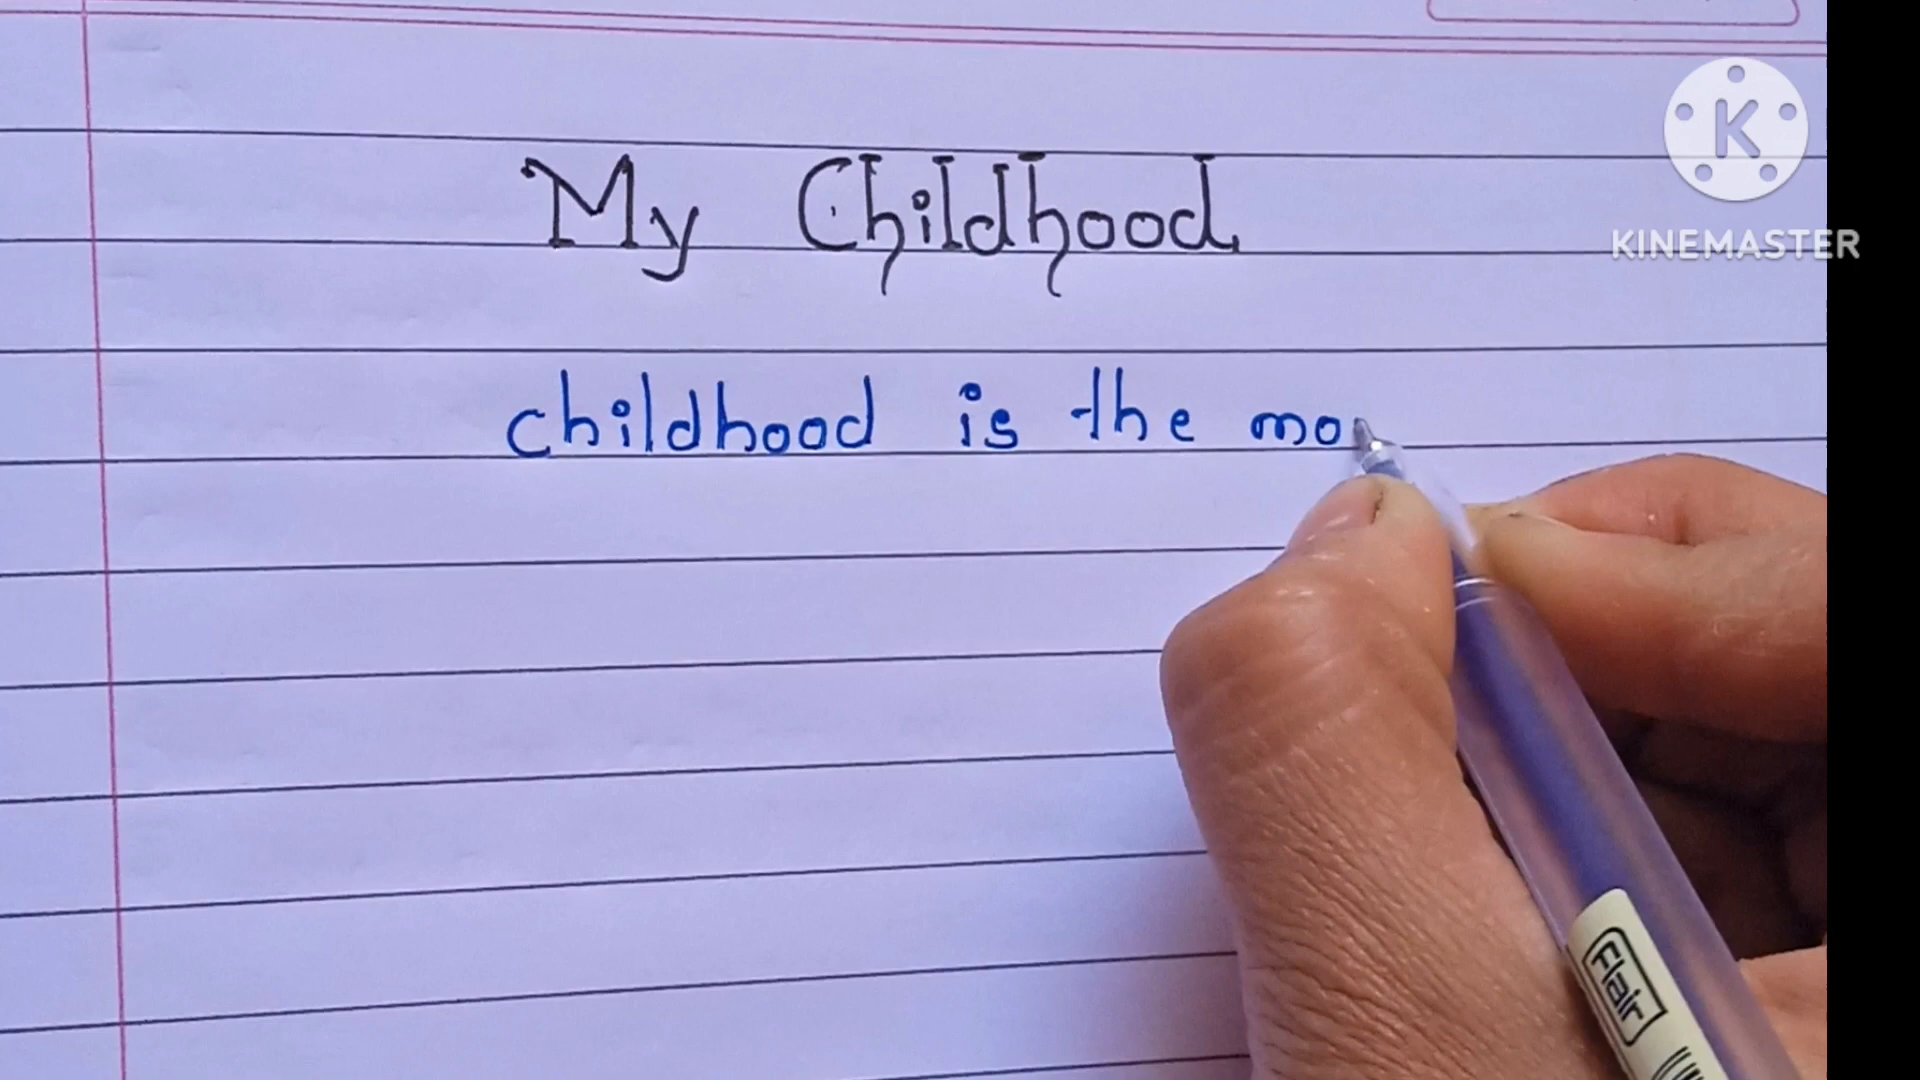 My Childhood
childhood is the mo
K
KINEMASTER
Flair